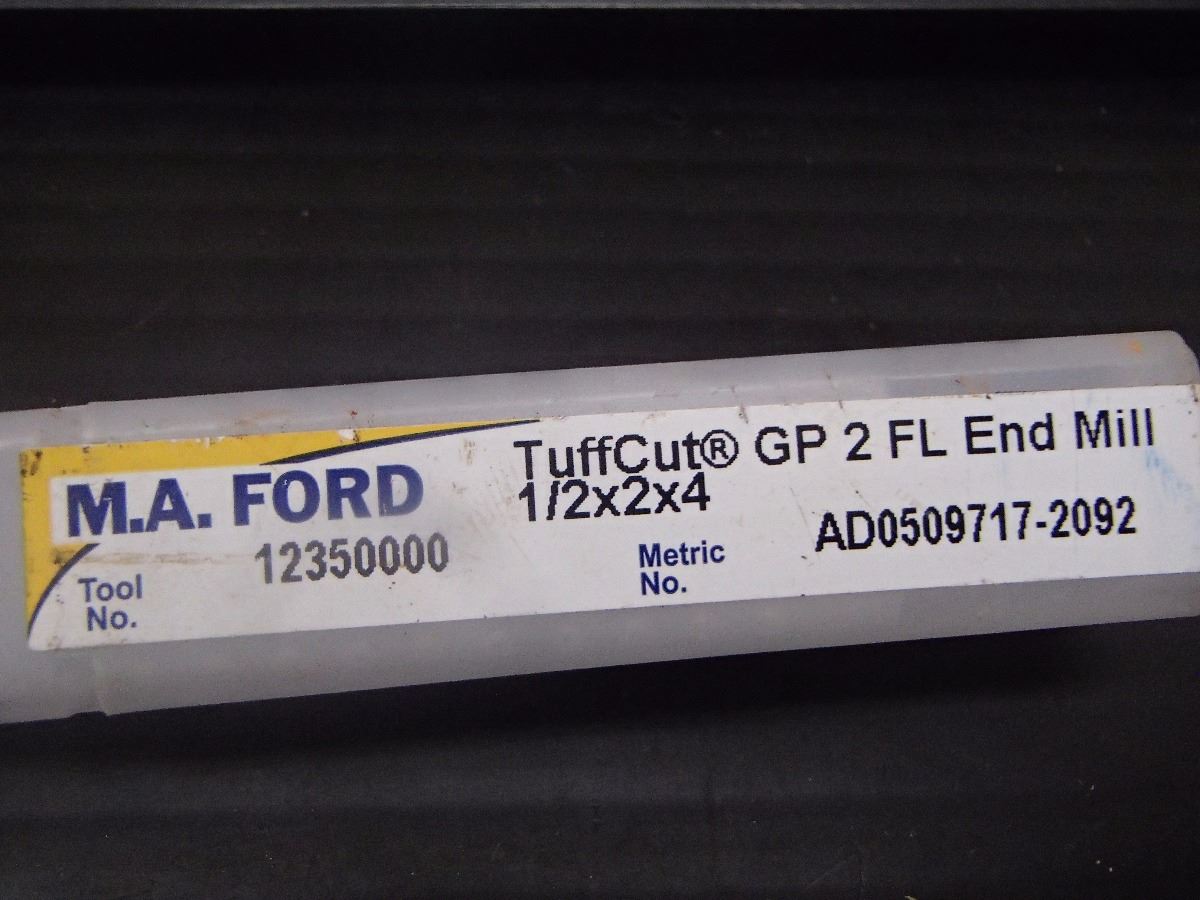 M.A. FORD
TuffCut® GP 2 FL End Mill
1/2x2x4
Tool No. 12350000
Metric No.
AD0509717-2092